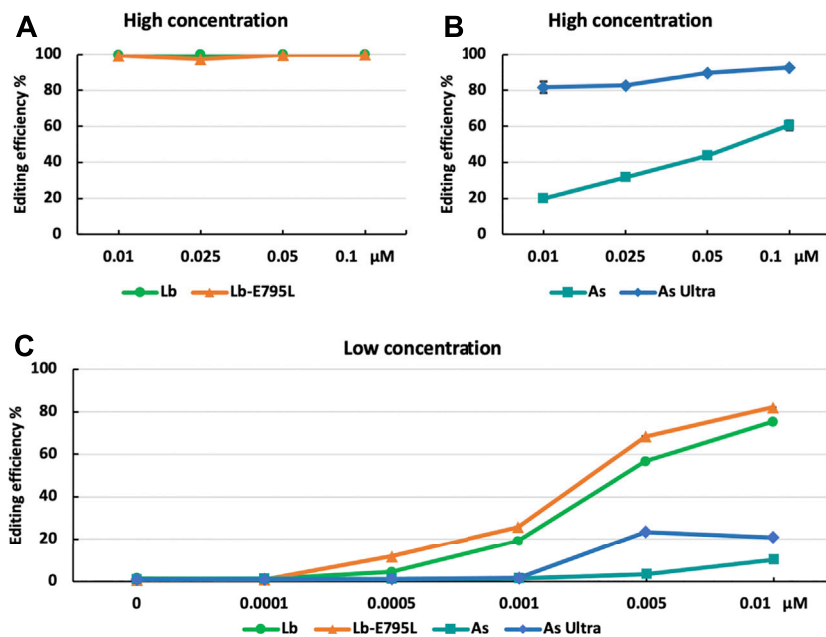 A
High concentration
Editing efficiency %
100
80
60
40
20
0
0.01 0.025 0.05 0.1 µM
Lb Lb-E795L
B
High concentration
Editing efficiency %
100
80
60
40
20
0
0.01 0.025 0.05 0.1 µM
As As Ultra
C
Low concentration
Editing efficiency %
100
80
60
40
20
0
0 0.0001 0.0005 0.001 0.005 0.01 µM
Lb Lb-E795L As As Ultra